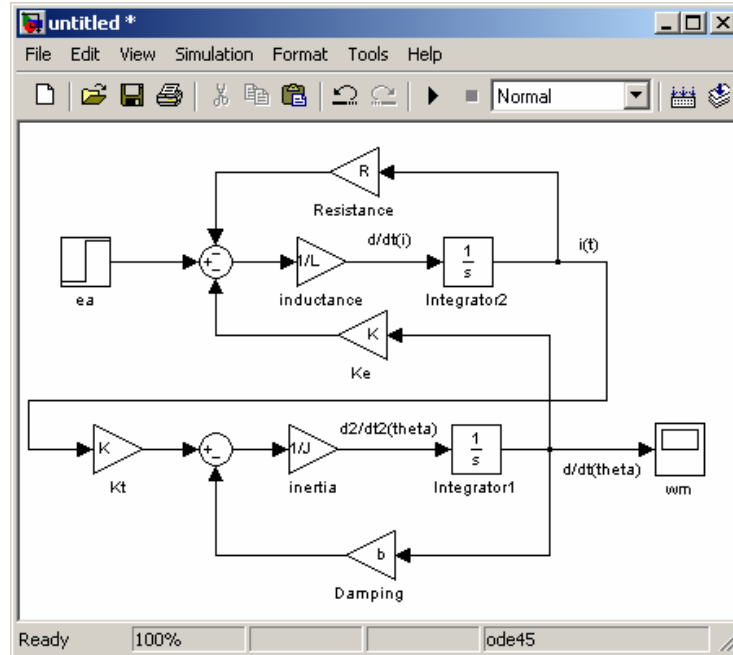 untitled *
File Edit View Simulation Format Tools Help
Normal
R
Resistance
ea
+ - -
1/L
inductance
d/dt(i)
1
s
Integrator2
i(t)
K
Ke
K
Kt
+ -
1/J
inertia
d2/dt2(theta)
1
s
Integrator1
d/dt(theta)
wm
b
Damping
Ready 100% ode45